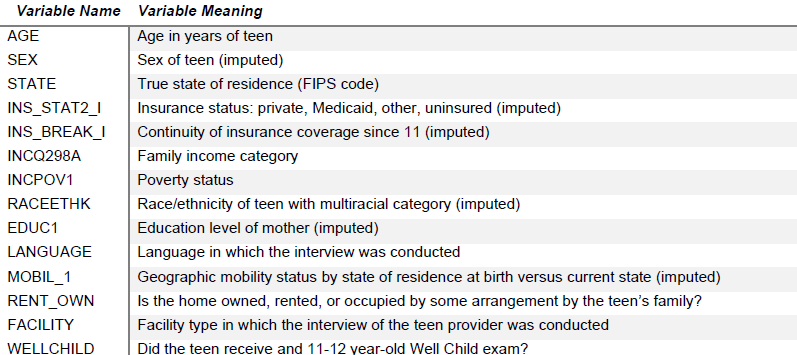 Variable Name Variable Meaning
AGE Age in years of teen
SEX Sex of teen (imputed)
STATE True state of residence (FIPS code)
INS_STAT2_I Insurance status: private, Medicaid, other, uninsured (imputed)
INS_BREAK_I Continuity of insurance coverage since 11 (imputed)
INCQ298A Family income category
INCPOV1 Poverty status
RACEETHK Race/ethnicity of teen with multiracial category (imputed)
EDUC1 Education level of mother (imputed)
LANGUAGE Language in which the interview was conducted
MOBIL_1 Geographic mobility status by state of residence at birth versus current state (imputed)
RENT_OWN Is the home owned, rented, or occupied by some arrangement by the teen’s family?
FACILITY Facility type in which the interview of the teen provider was conducted
WELLCHILD Did the teen receive and 11-12 year-old Well Child exam?